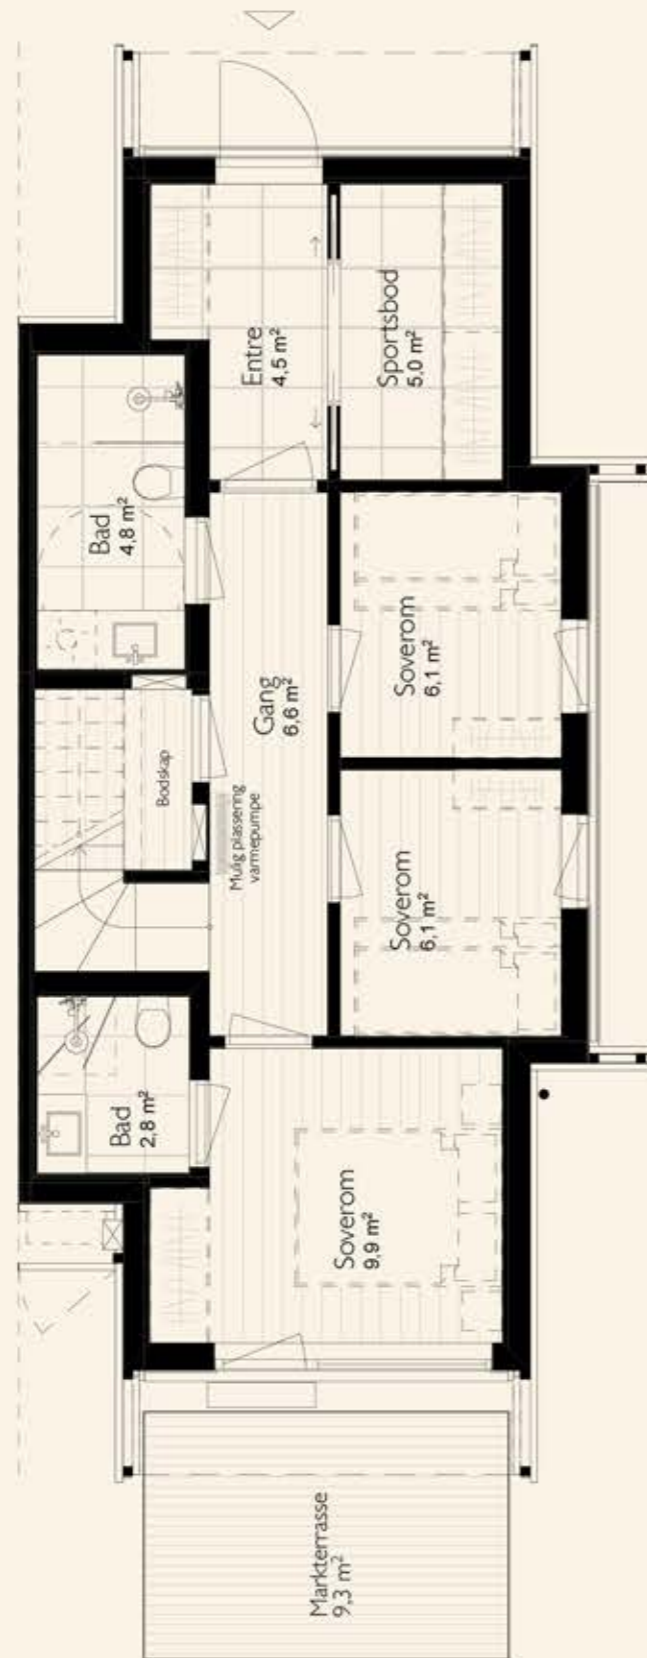 Entre
4,5 m²
Sportsbod
5,0 m²
Bad
4,8 m²
Gang
6,6 m²
Soverom
6,1 m²
Bodskap
Mulig plassering
varmepumpe
Soverom
6,1 m²
Bad
2,8 m²
Soverom
9,9 m²
Markterrasse
9,3 m²